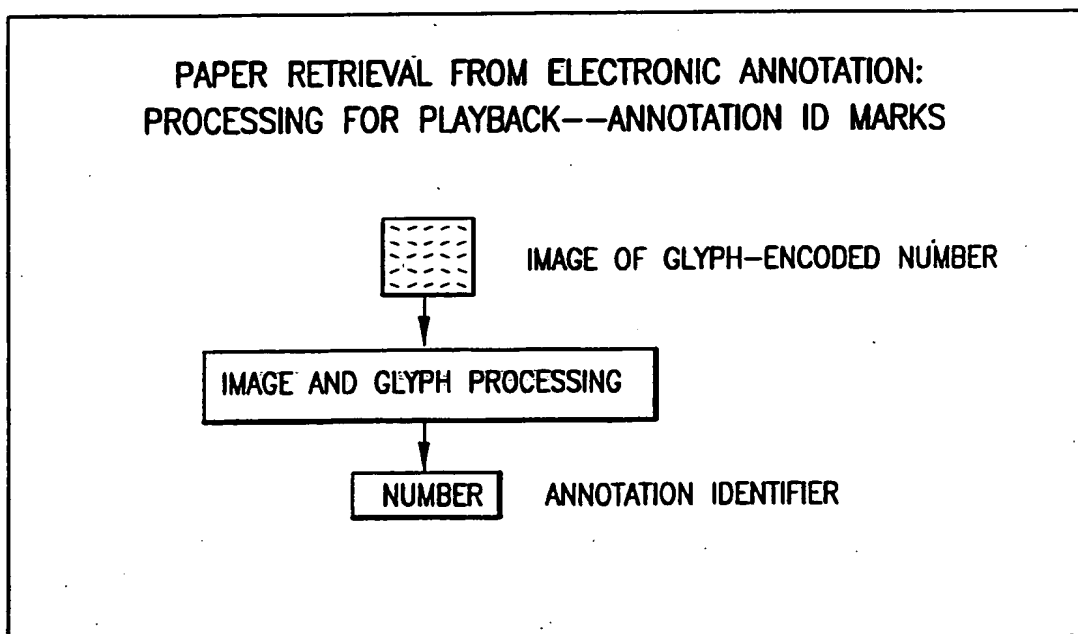 PAPER RETRIEVAL FROM ELECTRONIC ANNOTATION:
PROCESSING FOR PLAYBACK--ANNOTATION ID MARKS
IMAGE OF GLYPH-ENCODED NUMBER
IMAGE AND GLYPH PROCESSING
NUMBER ANNOTATION IDENTIFIER